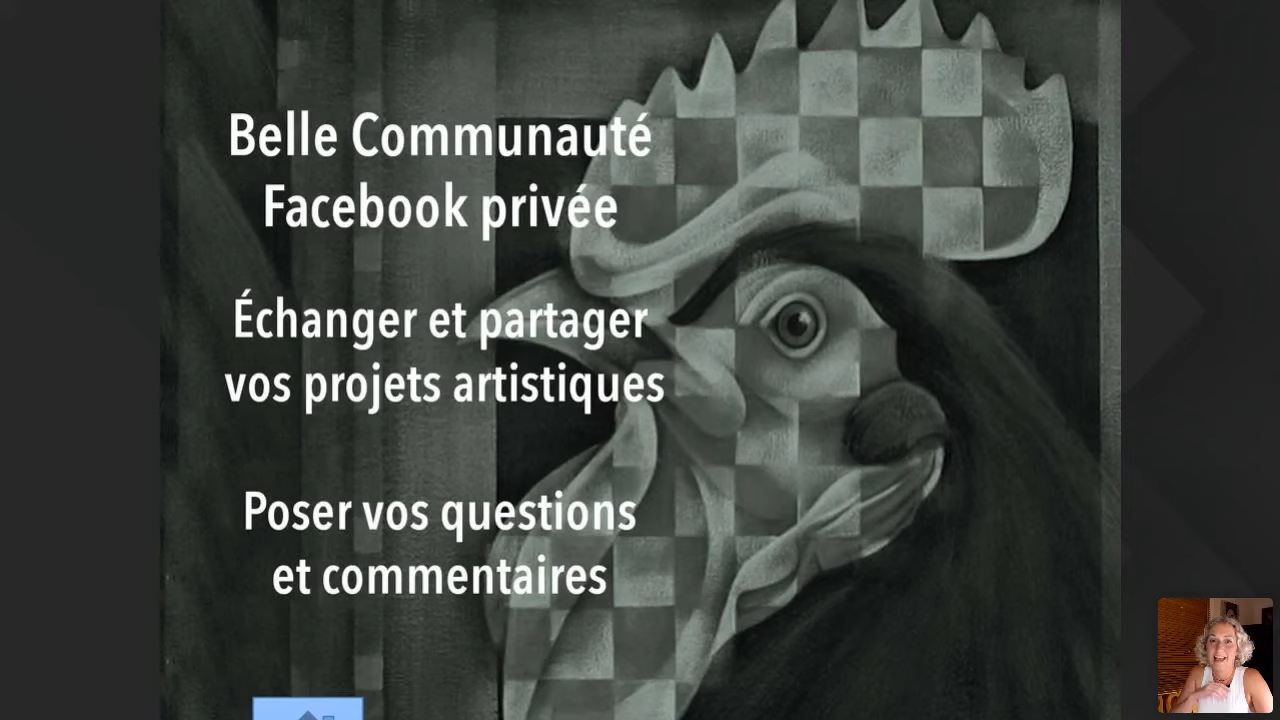 Belle Communauté
Facebook privée
Échanger et partager
vos projets artistiques
Poser vos questions
et commentaires